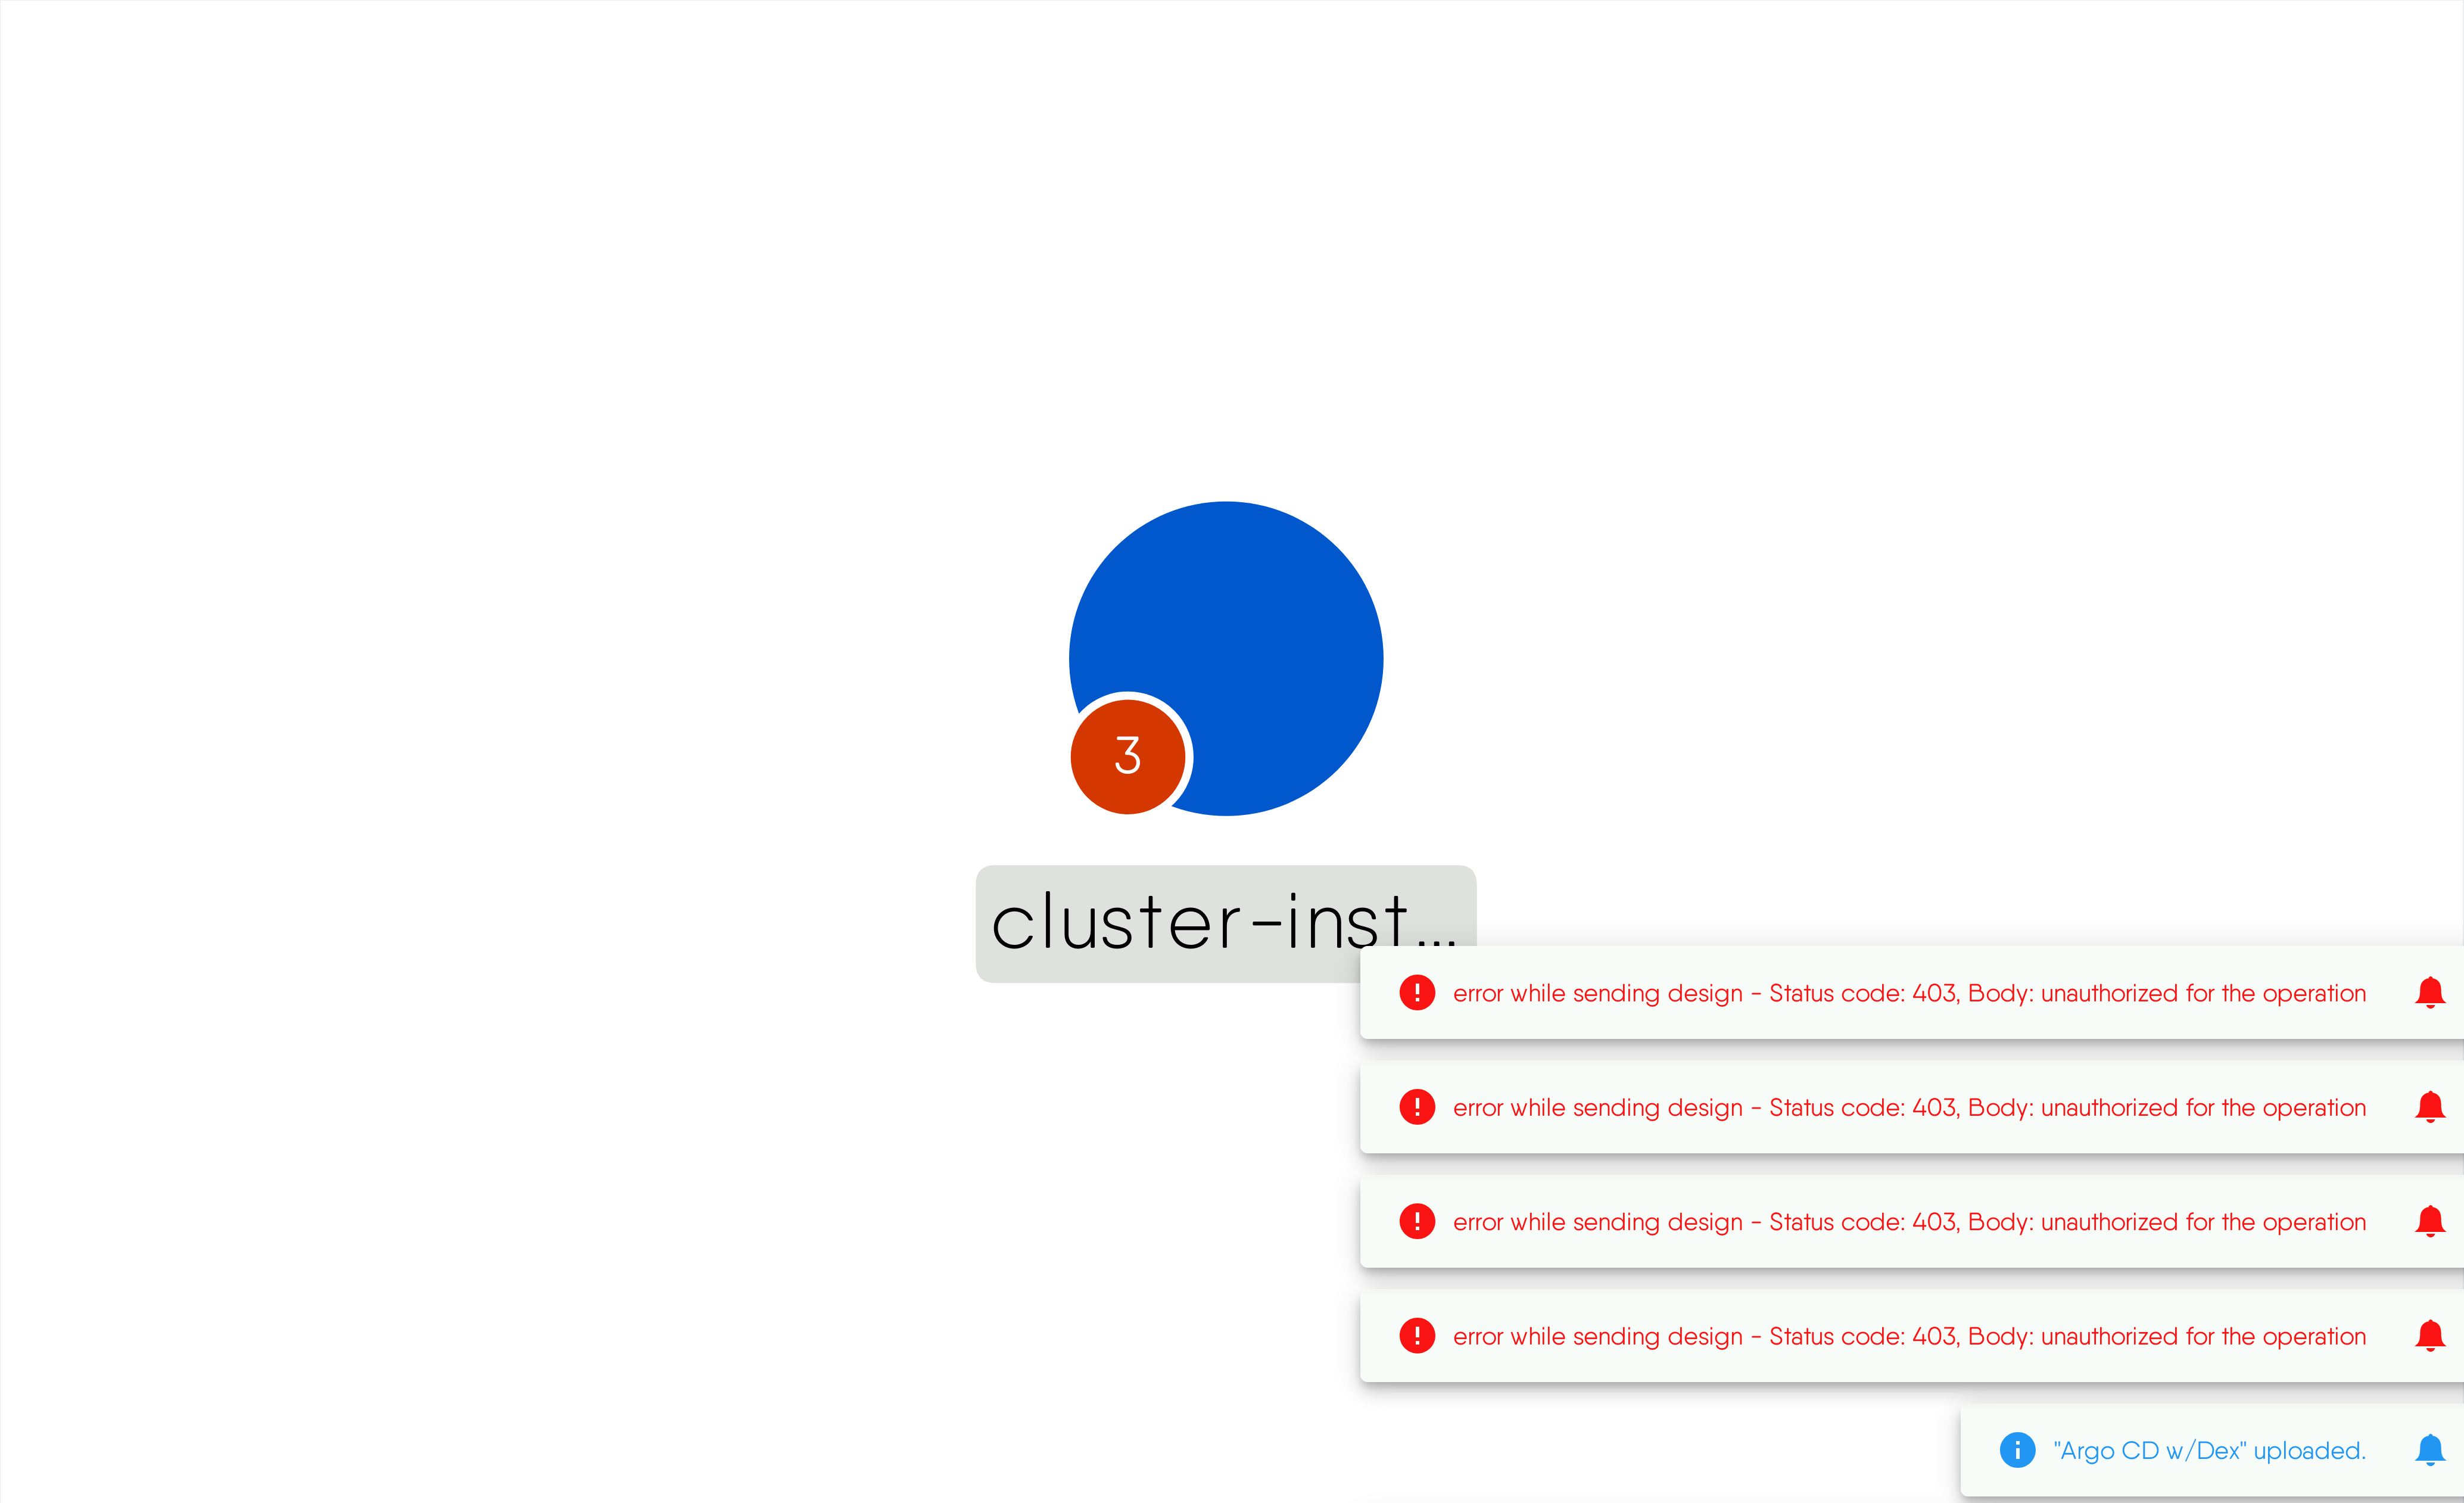 3
cluster-inst...
error while sending design - Status code: 403, Body: unauthorized for the operation
error while sending design - Status code: 403, Body: unauthorized for the operation
error while sending design - Status code: 403, Body: unauthorized for the operation
error while sending design - Status code: 403, Body: unauthorized for the operation
"Argo CD w/Dex" uploaded.